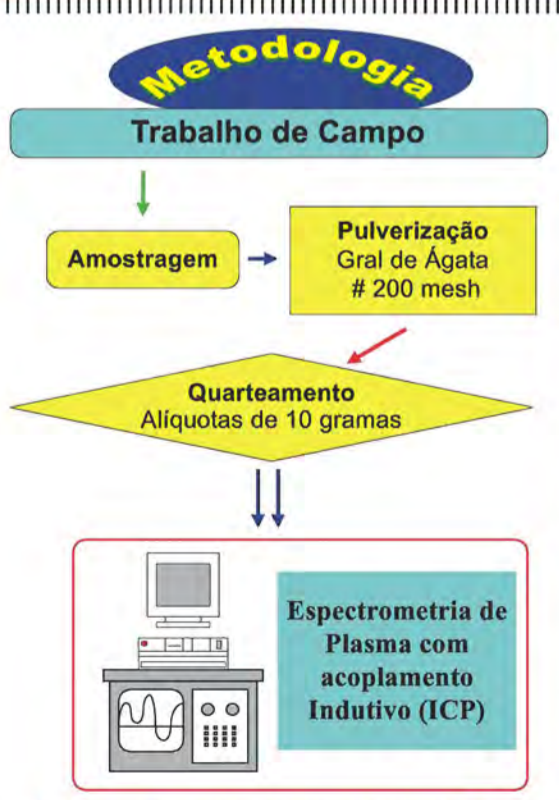 Metodologia
Trabalho de Campo
Amostragem
Pulverização
Gral de Ágata
# 200 mesh
Quarteamento
Alíquotas de 10 gramas
Espectrometria de
Plasma com
acoplamento
Indutivo (ICP)